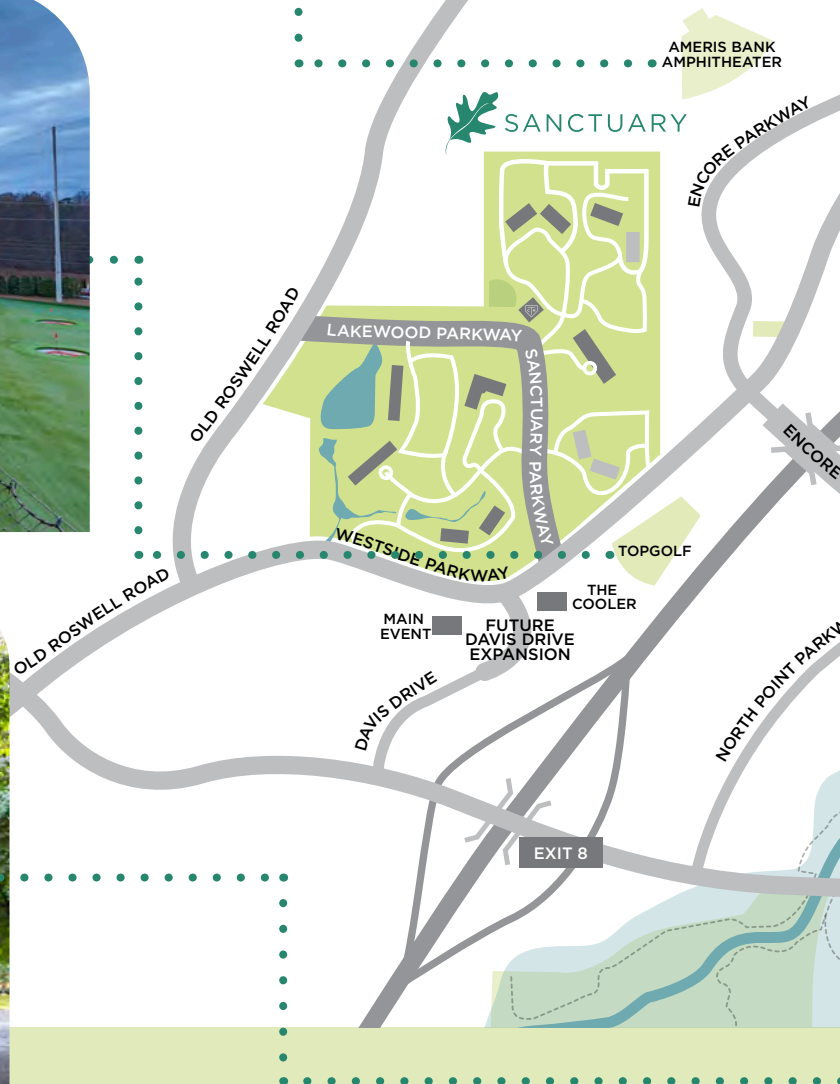 AMERIS BANK
AMPHITHEATER
SANCTUARY
ENCORE PARKWAY
OLD ROSWELL ROAD
LAKEWOOD PARKWAY
SANCTUARY PARKWAY
ENCORE
WESTSIDE PARKWAY
TOPGOLF
OLD ROSWELL ROAD
THE
COOLER
MAIN
EVENT
FUTURE
DAVIS DRIVE
EXPANSION
DAVIS DRIVE
NORTH POINT PARKW
EXIT 8